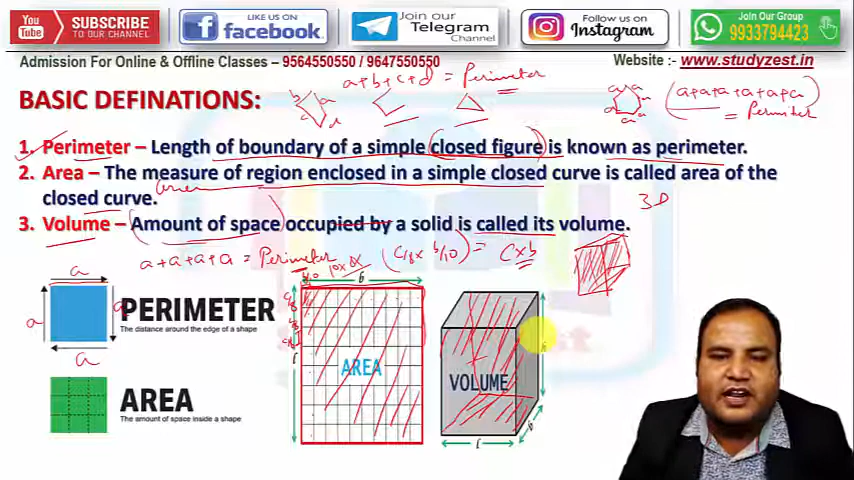 You Tube SUBSCRIBE TO OUR CHANNEL
LIKE US ON facebook
Join our Telegram Channel
Follow us on Instagram
Join Our Group 9933794423
Admission For Online & Offline Classes - 9564550550 / 9647550550
Website :- www.studyzest.in
a+b+c+d = Perimeter
(a+a+a+a+a)
= Perimeter
BASIC DEFINATIONS:
1. Perimeter – Length of boundary of a simple closed figure is known as perimeter.
2. Area – The measure of region enclosed in a simple closed curve is called area of the
closed curve.
3D
3. Volume – Amount of space occupied by a solid is called its volume.
a+a+a+a = Perimeter
a
a
a
a
PERIMETER
The distance around the edge of a shape
AREA
The amount of space inside a shape
b
l
AREA
VOLUME
h
b
l